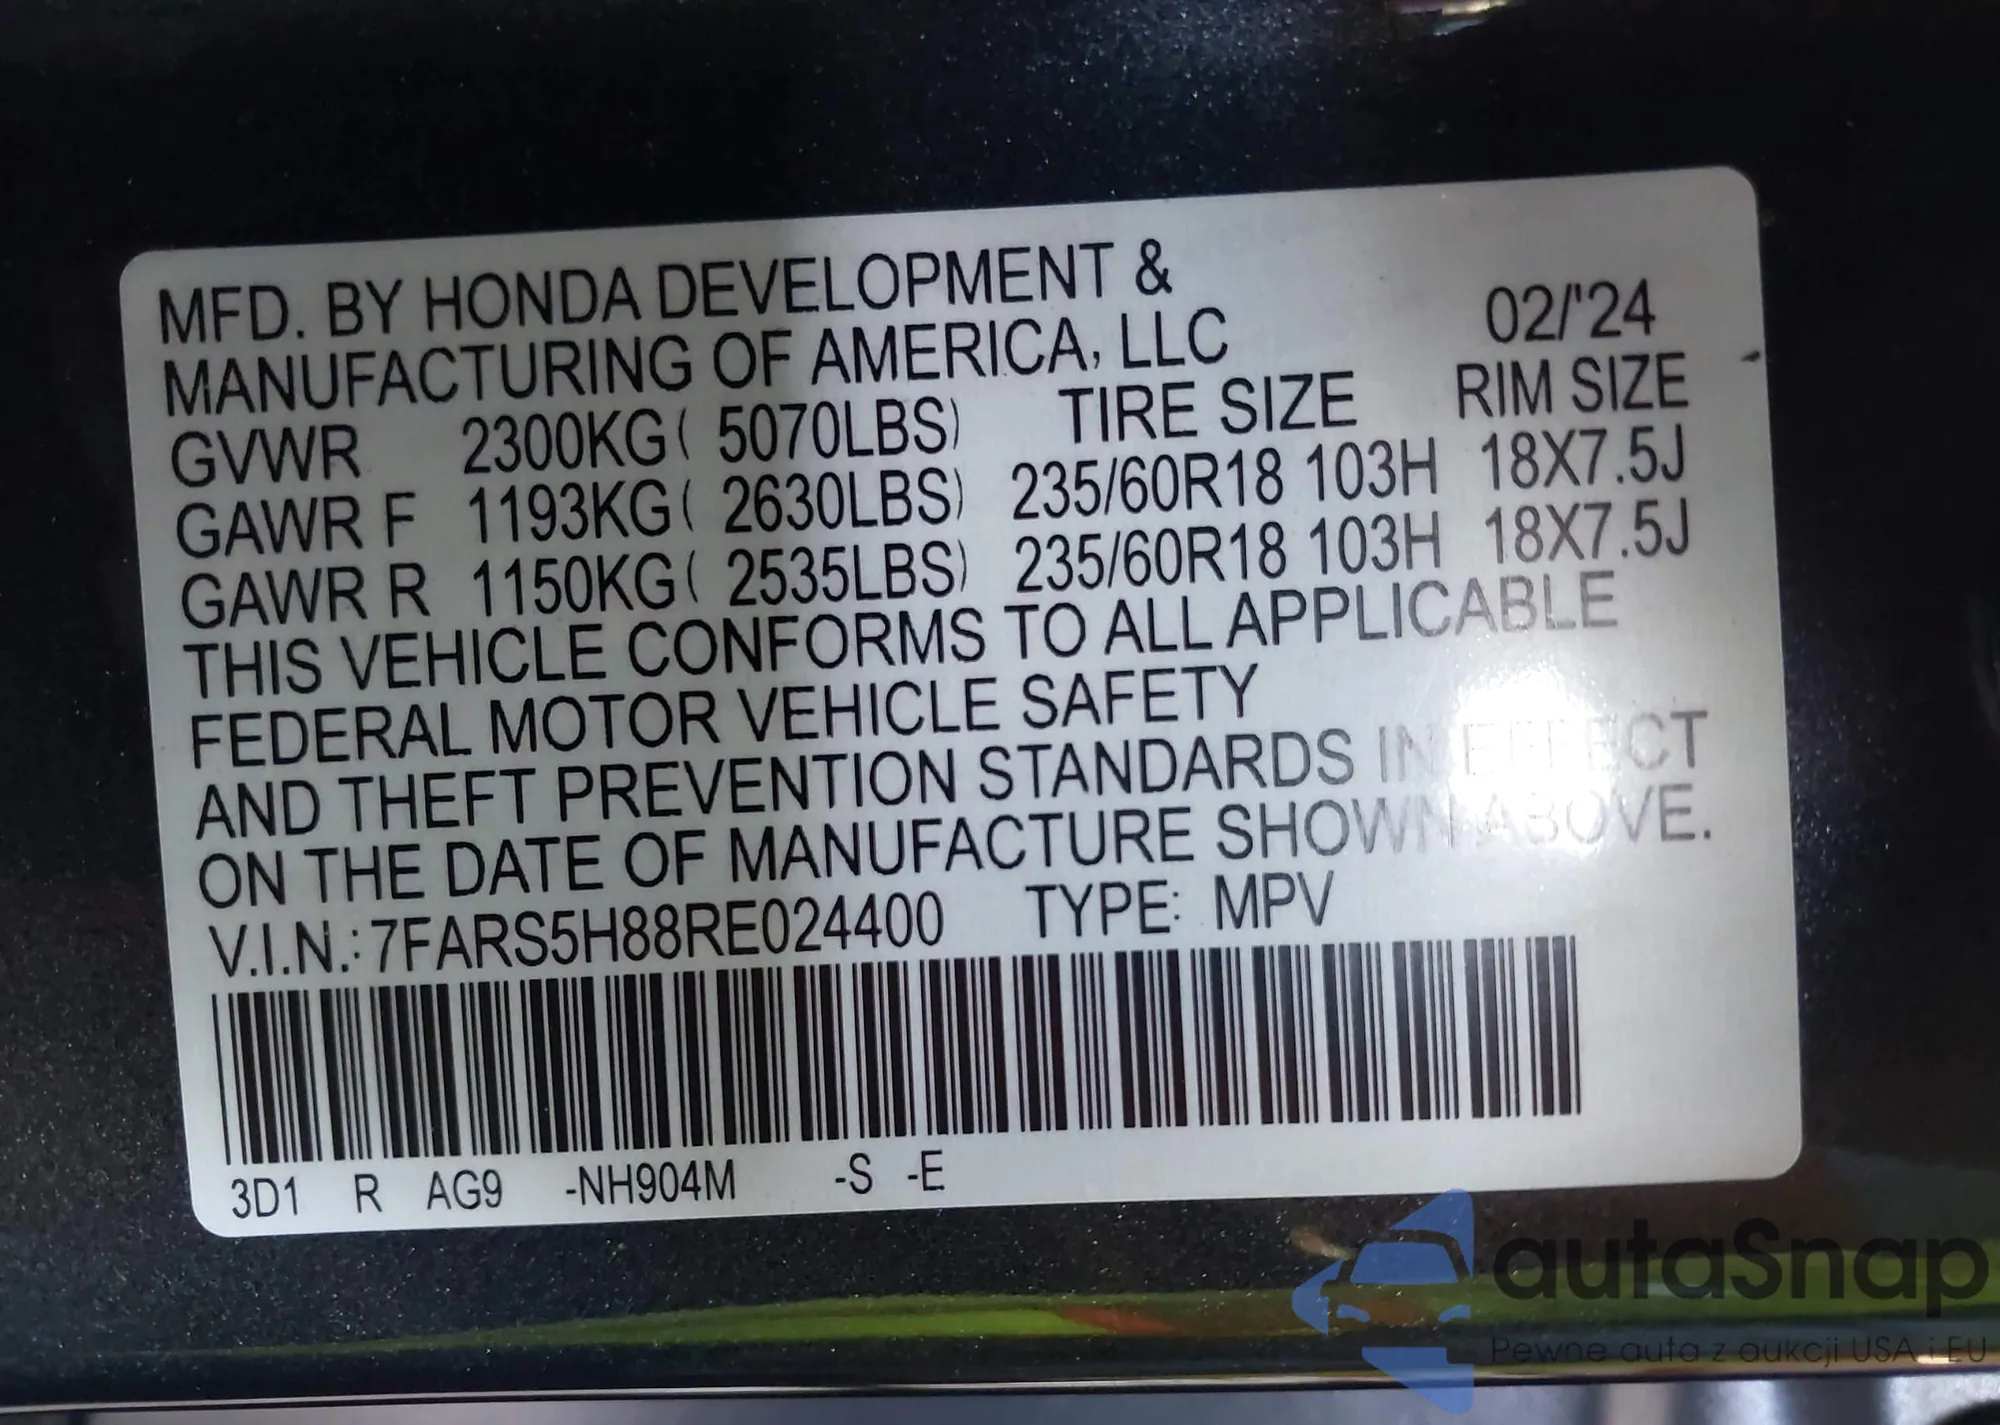 MFD. BY HONDA DEVELOPMENT & 
MANUFACTURING OF AMERICA, LLC 02/'24
GVWR 2300KG( 5070LBS) TIRE SIZE RIM SIZE
GAWR F 1193KG( 2630LBS) 235/60R18 103H 18X7.5J
GAWR R 1150KG( 2535LBS) 235/60R18 103H 18X7.5J
THIS VEHICLE CONFORMS TO ALL APPLICABLE
FEDERAL MOTOR VEHICLE SAFETY
AND THEFT PREVENTION STANDARDS IN EFFECT
ON THE DATE OF MANUFACTURE SHOWN ABOVE.
V.I.N.: 7FARS5H88RE024400 TYPE: MPV
3D1 R AG9 -NH904M -S -E
autaSnap
Pewne auta z aukcji USA i EU